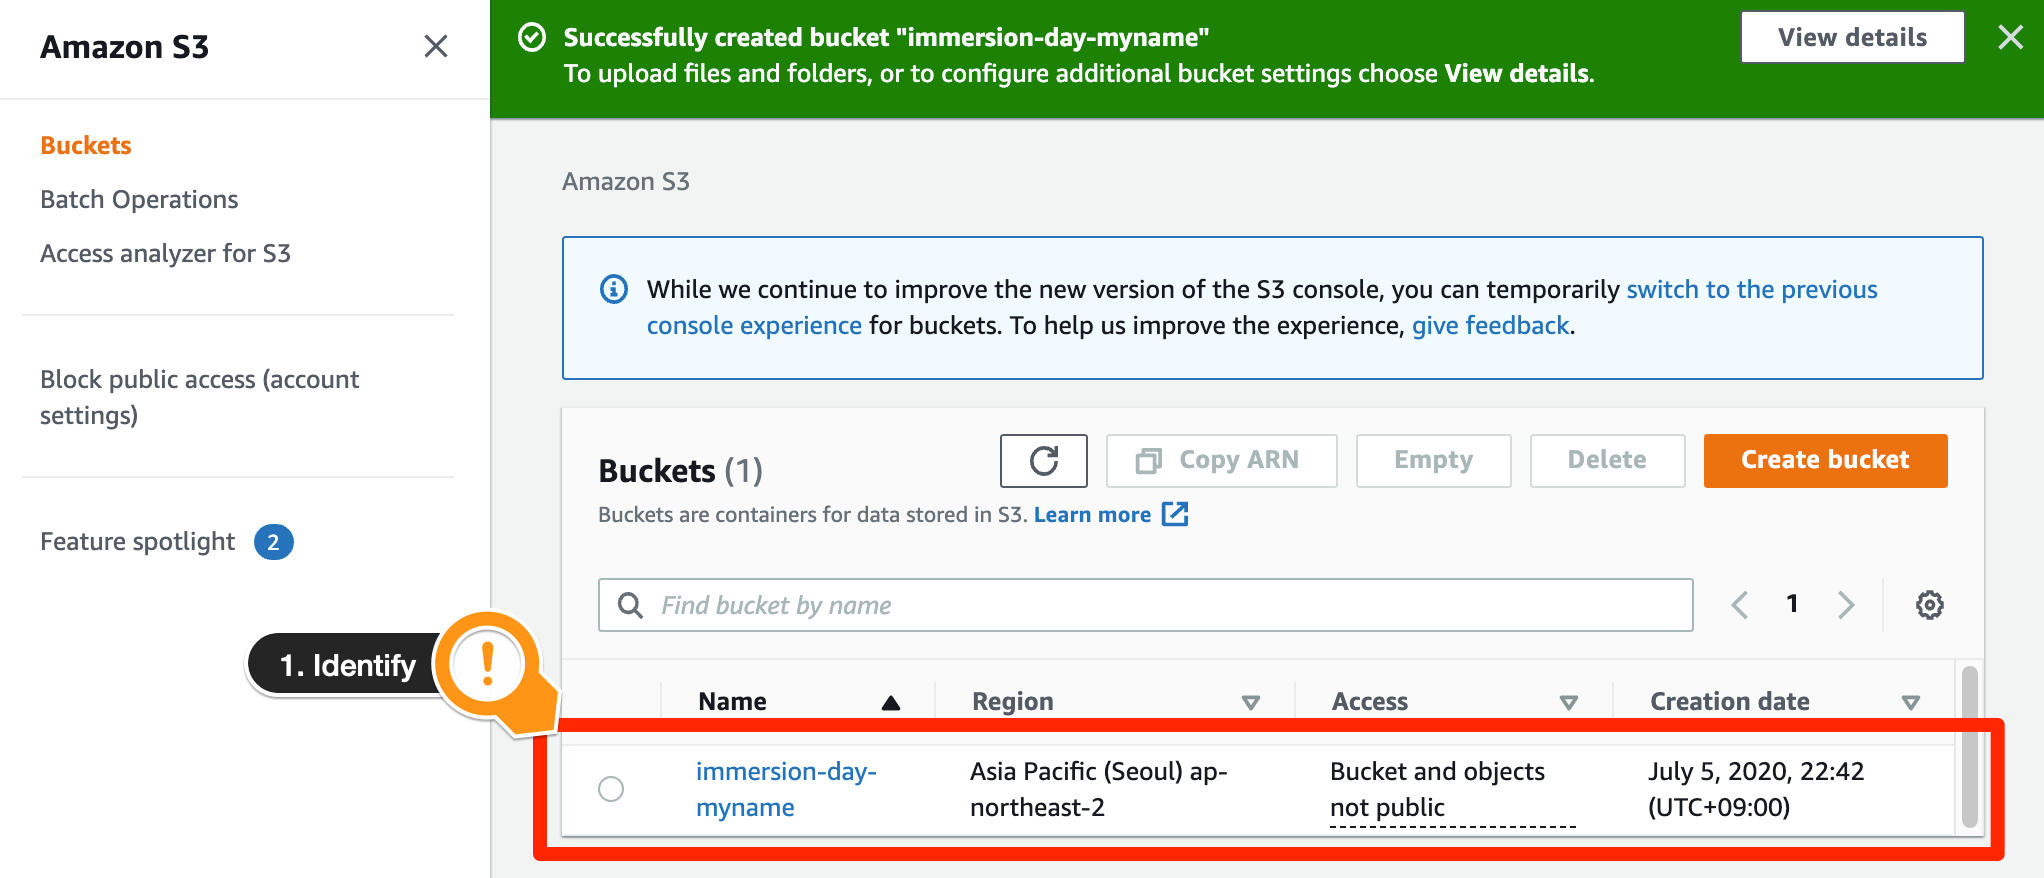 Amazon S3
Buckets
Batch Operations
Access analyzer for S3
Block public access (account
settings)
Feature spotlight 2
Successfully created bucket "immersion-day-myname"
To upload files and folders, or to configure additional bucket settings choose View details.
View details
Amazon S3
While we continue to improve the new version of the S3 console, you can temporarily switch to the previous
console experience for buckets. To help us improve the experience, give feedback.
Buckets (1)
Copy ARN
Empty
Delete
Create bucket
Buckets are containers for data stored in S3. Learn more
Find bucket by name
1
1. Identify
!
Name Region Access Creation date
immersion-day- Asia Pacific (Seoul) ap- Bucket and objects July 5, 2020, 22:42
myname northeast-2 not public (UTC+09:00)